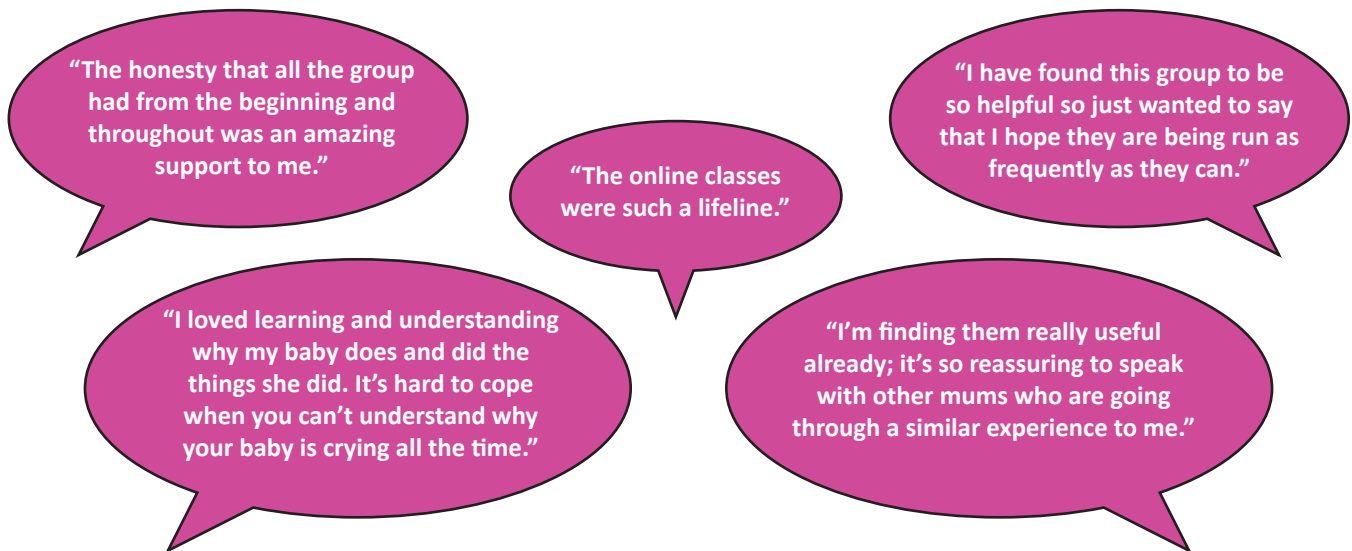 “The honesty that all the group
had from the beginning and
throughout was an amazing
support to me.”
“The online classes
were such a lifeline.”
“I have found this group to be
so helpful so just wanted to say
that I hope they are being run as
frequently as they can.”
“I loved learning and understanding
why my baby does and did the
things she did. It’s hard to cope
when you can’t understand why
your baby is crying all the time.”
“I’m finding them really useful
already; it’s so reassuring to speak
with other mums who are going
through a similar experience to me.”